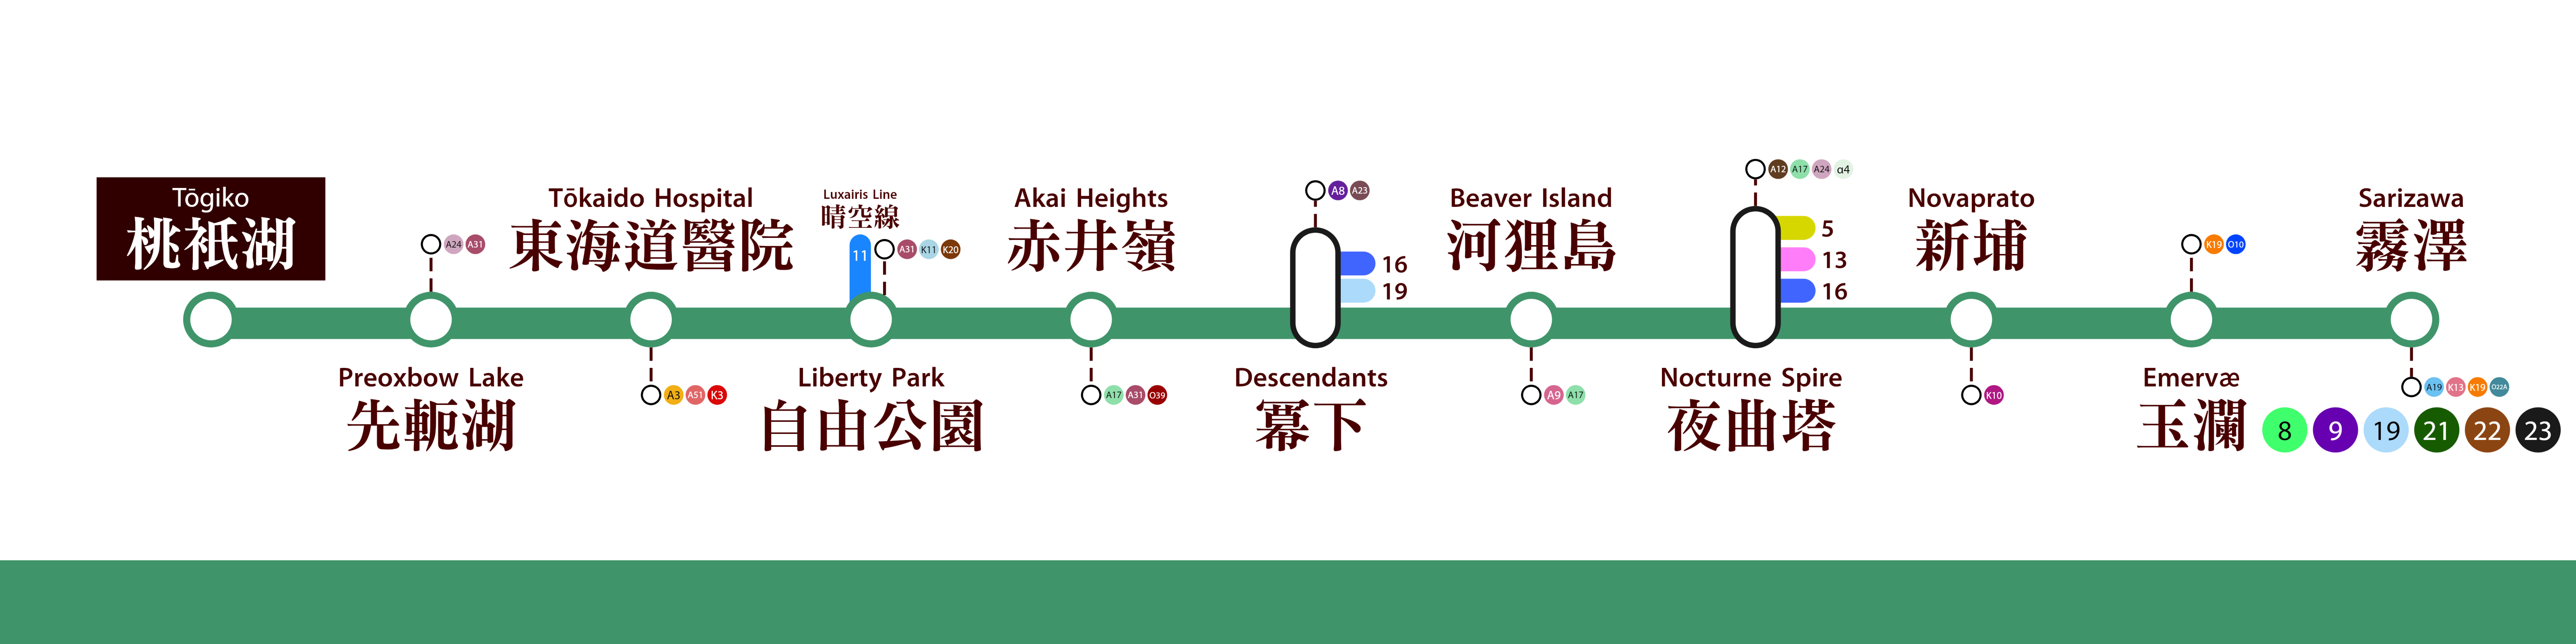 Tōgiko
桃衹湖
A24 A31
Preoxbow Lake
先軛湖
Tōkaido Hospital
東海道醫院
A3 A51 K3
Luxairis Line
晴空線
11
A31 K11 K20
Liberty Park
自由公園
Akai Heights
赤井嶺
A17 A31 O39
A8 A23
16
19
Descendants
冪下
Beaver Island
河狸島
A9 A17
A12 A17 A24 α4
5
13
16
Nocturne Spire
夜曲塔
Novaprato
新埔
K10
K19 O10
Emervæ
玉瀾
8 9 19 21 22 23
Sarizawa
霧澤
A19 K13 K19 O22A